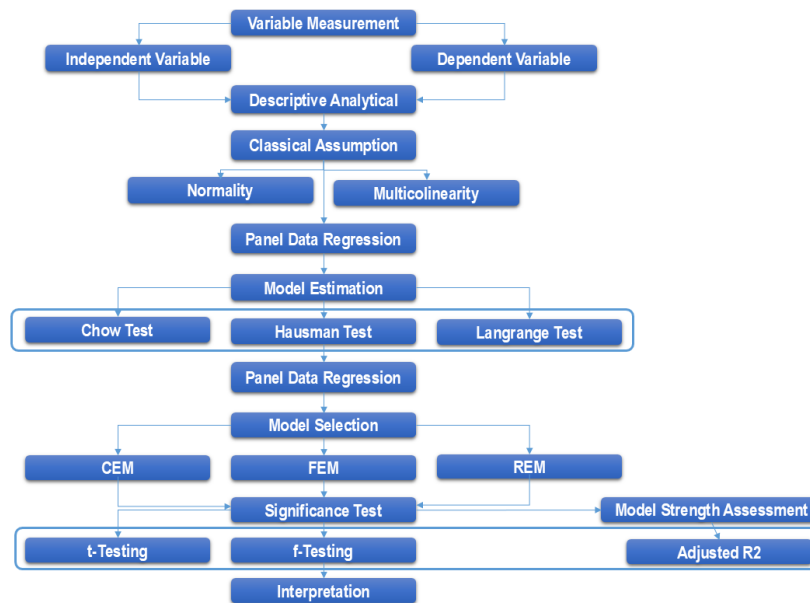 Variable Measurement
Independent Variable
Dependent Variable
Descriptive Analytical
Classical Assumption
Normality
Multicolinearity
Panel Data Regression
Model Estimation
Chow Test
Hausman Test
Langrange Test
Panel Data Regression
Model Selection
CEM
FEM
REM
Significance Test
Model Strength Assessment
t-Testing
f-Testing
Adjusted R2
Interpretation